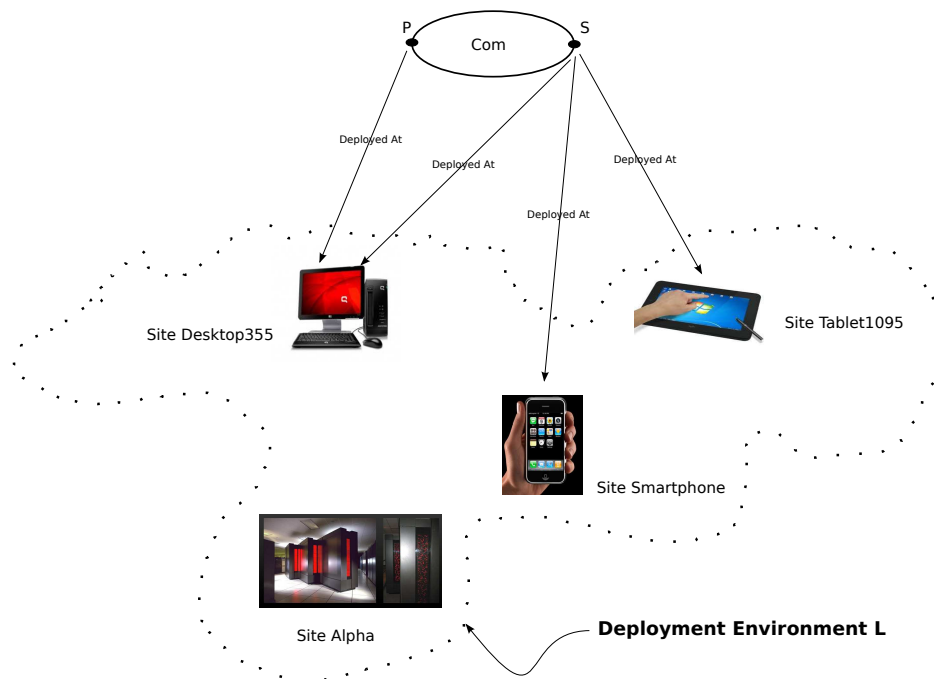 P
S
Com
Deployed At
Deployed At
Deployed At
Deployed At
Site Desktop355
Site Tablet1095
Site Smartphone
Site Alpha
Deployment Environment L